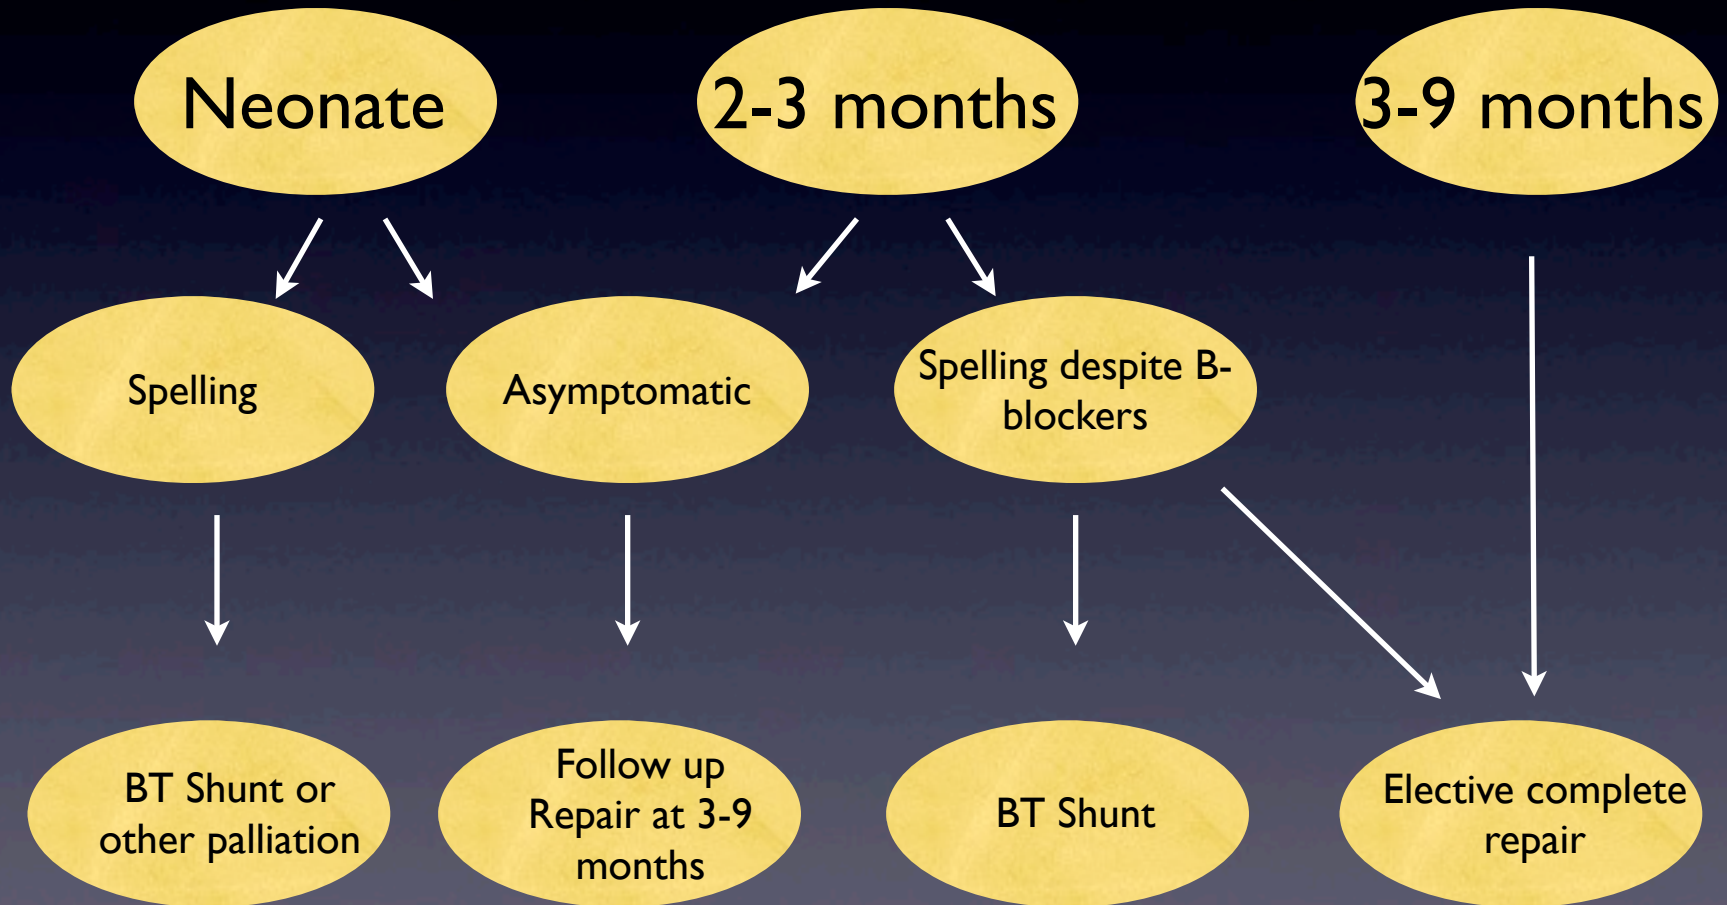 Neonate
2-3 months
3-9 months
Spelling
Asymptomatic
Spelling despite B-
blockers
BT Shunt or
other palliation
Follow up
Repair at 3-9
months
BT Shunt
Elective complete
repair